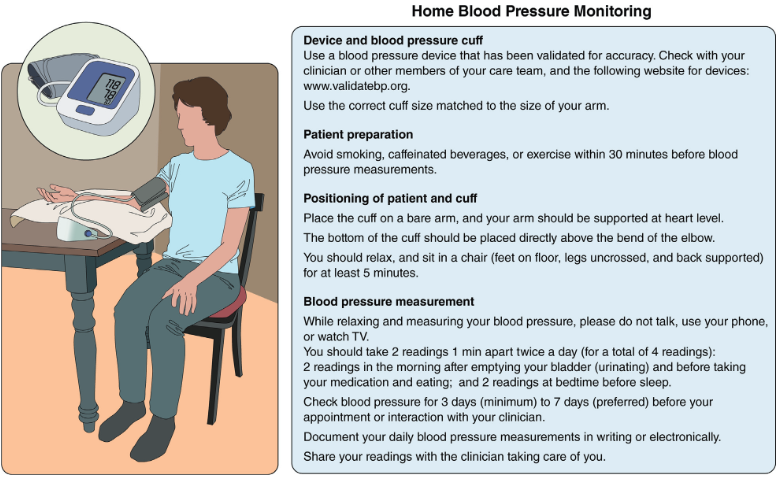 Home Blood Pressure Monitoring
118
78
Device and blood pressure cuff
Use a blood pressure device that has been validated for accuracy. Check with your
clinician or other members of your care team, and the following website for devices:
www.validatebp.org.
Use the correct cuff size matched to the size of your arm.
Patient preparation
Avoid smoking, caffeinated beverages, or exercise within 30 minutes before blood
pressure measurements.
Positioning of patient and cuff
Place the cuff on a bare arm, and your arm should be supported at heart level.
The bottom of the cuff should be placed directly above the bend of the elbow.
You should relax, and sit in a chair (feet on floor, legs uncrossed, and back supported)
for at least 5 minutes.
Blood pressure measurement
While relaxing and measuring your blood pressure, please do not talk, use your phone,
or watch TV.
You should take 2 readings 1 min apart twice a day (for a total of 4 readings):
2 readings in the morning after emptying your bladder (urinating) and before taking
your medication and eating; and 2 readings at bedtime before sleep.
Check blood pressure for 3 days (minimum) to 7 days (preferred) before your
appointment or interaction with your clinician.
Document your daily blood pressure measurements in writing or electronically.
Share your readings with the clinician taking care of you.